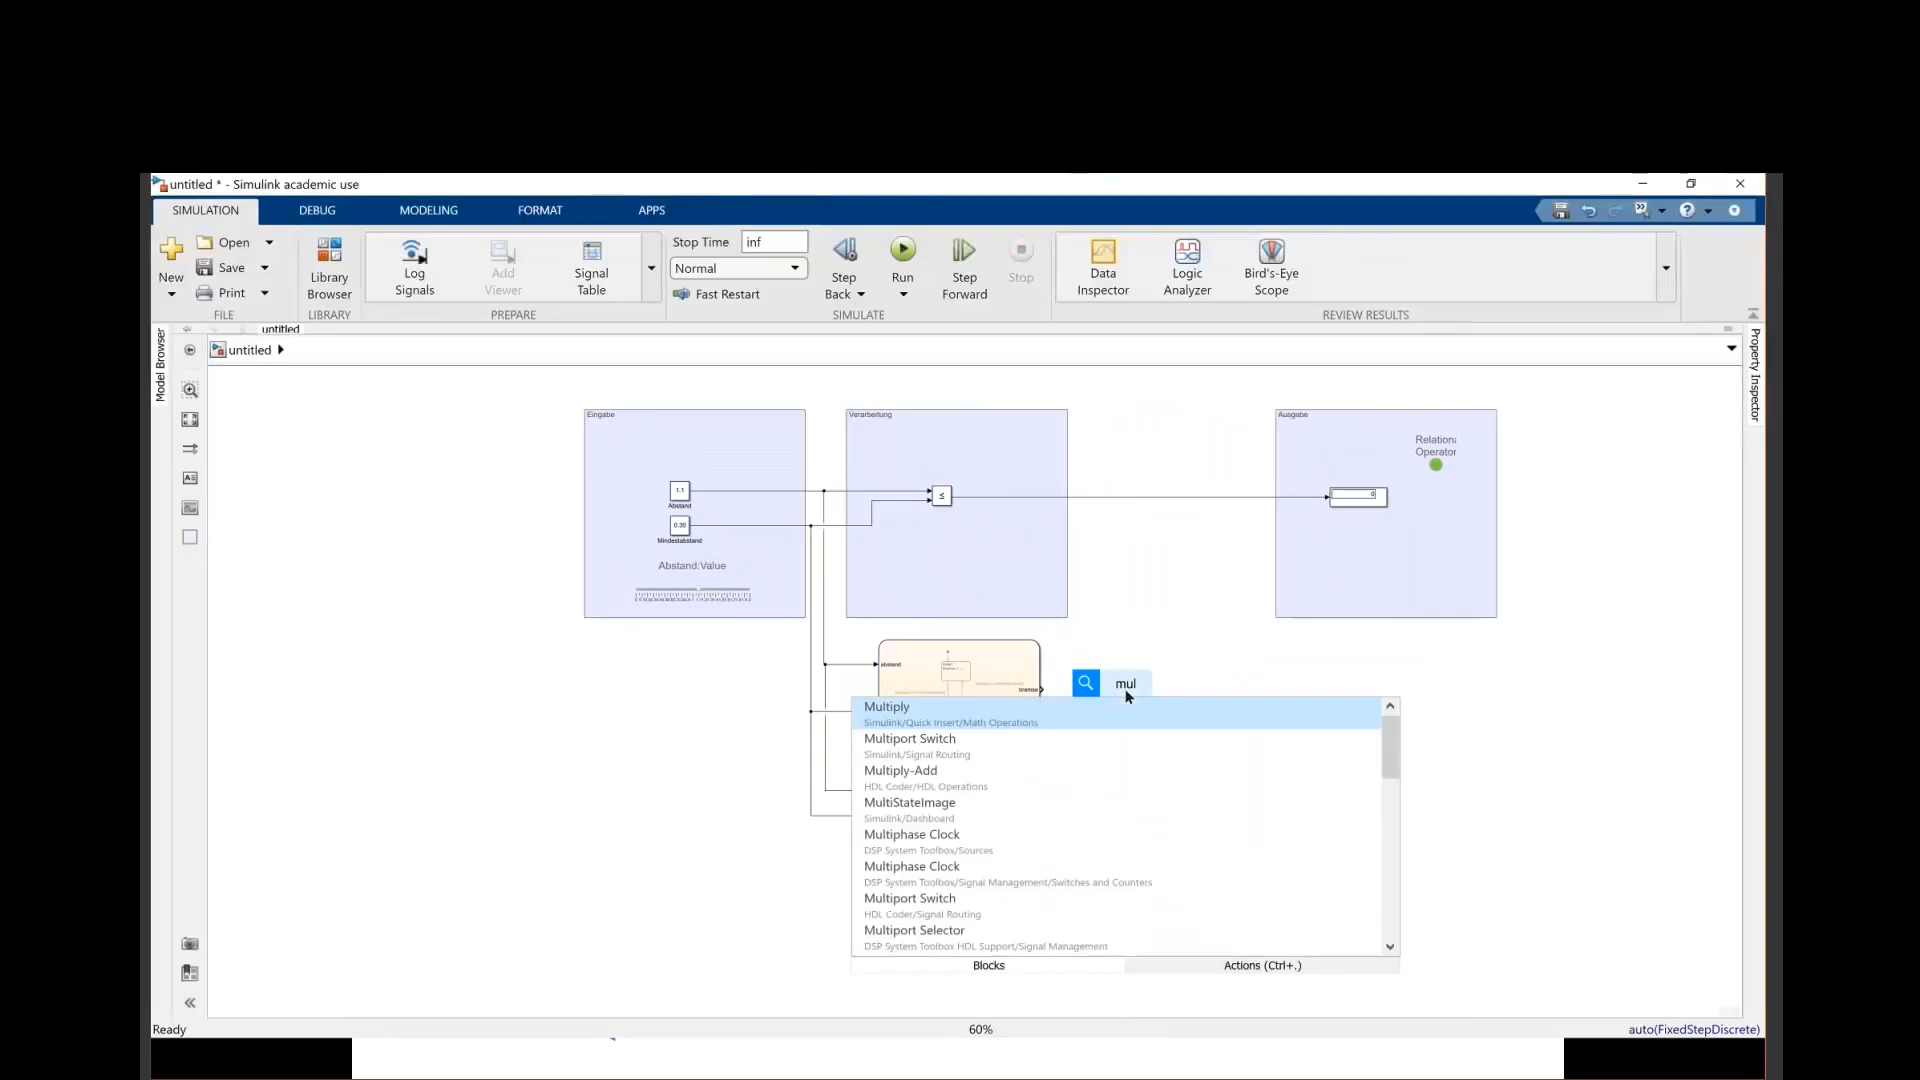 untitled * - Simulink academic use
SIMULATION DEBUG MODELING FORMAT APPS
New
Open
Save
Print
FILE
Library Browser
LIBRARY
Log Signals
Add Viewer
Signal Table
PREPARE
Stop Time inf
Normal
Fast Restart
Step Back
Run
Step Forward
Stop
SIMULATE
Data Inspector
Logic Analyzer
Bird's-Eye Scope
REVIEW RESULTS
Model Browser
untitled
untitled
Property Inspector
Eingabe
1.1
Abstand
0.30
Mindestabstand
Abstand:Value
Verarbeitung
≤
Ausgabe
Operator
0
abstand
bremse
mul
Multiply
Simulink/Quick Insert/Math Operations
Multiport Switch
Simulink/Signal Routing
Multiply-Add
HDL Coder/HDL Operations
MultiStateImage
Simulink/Dashboard
Multiphase Clock
DSP System Toolbox/Sources
Multiphase Clock
DSP System Toolbox/Signal Management/Switches and Counters
Multiport Switch
HDL Coder/Signal Routing
Multiport Selector
DSP System Toolbox HDL Support/Signal Management
Blocks Actions (Ctrl+.)
Ready 60% auto(FixedStepDiscrete)